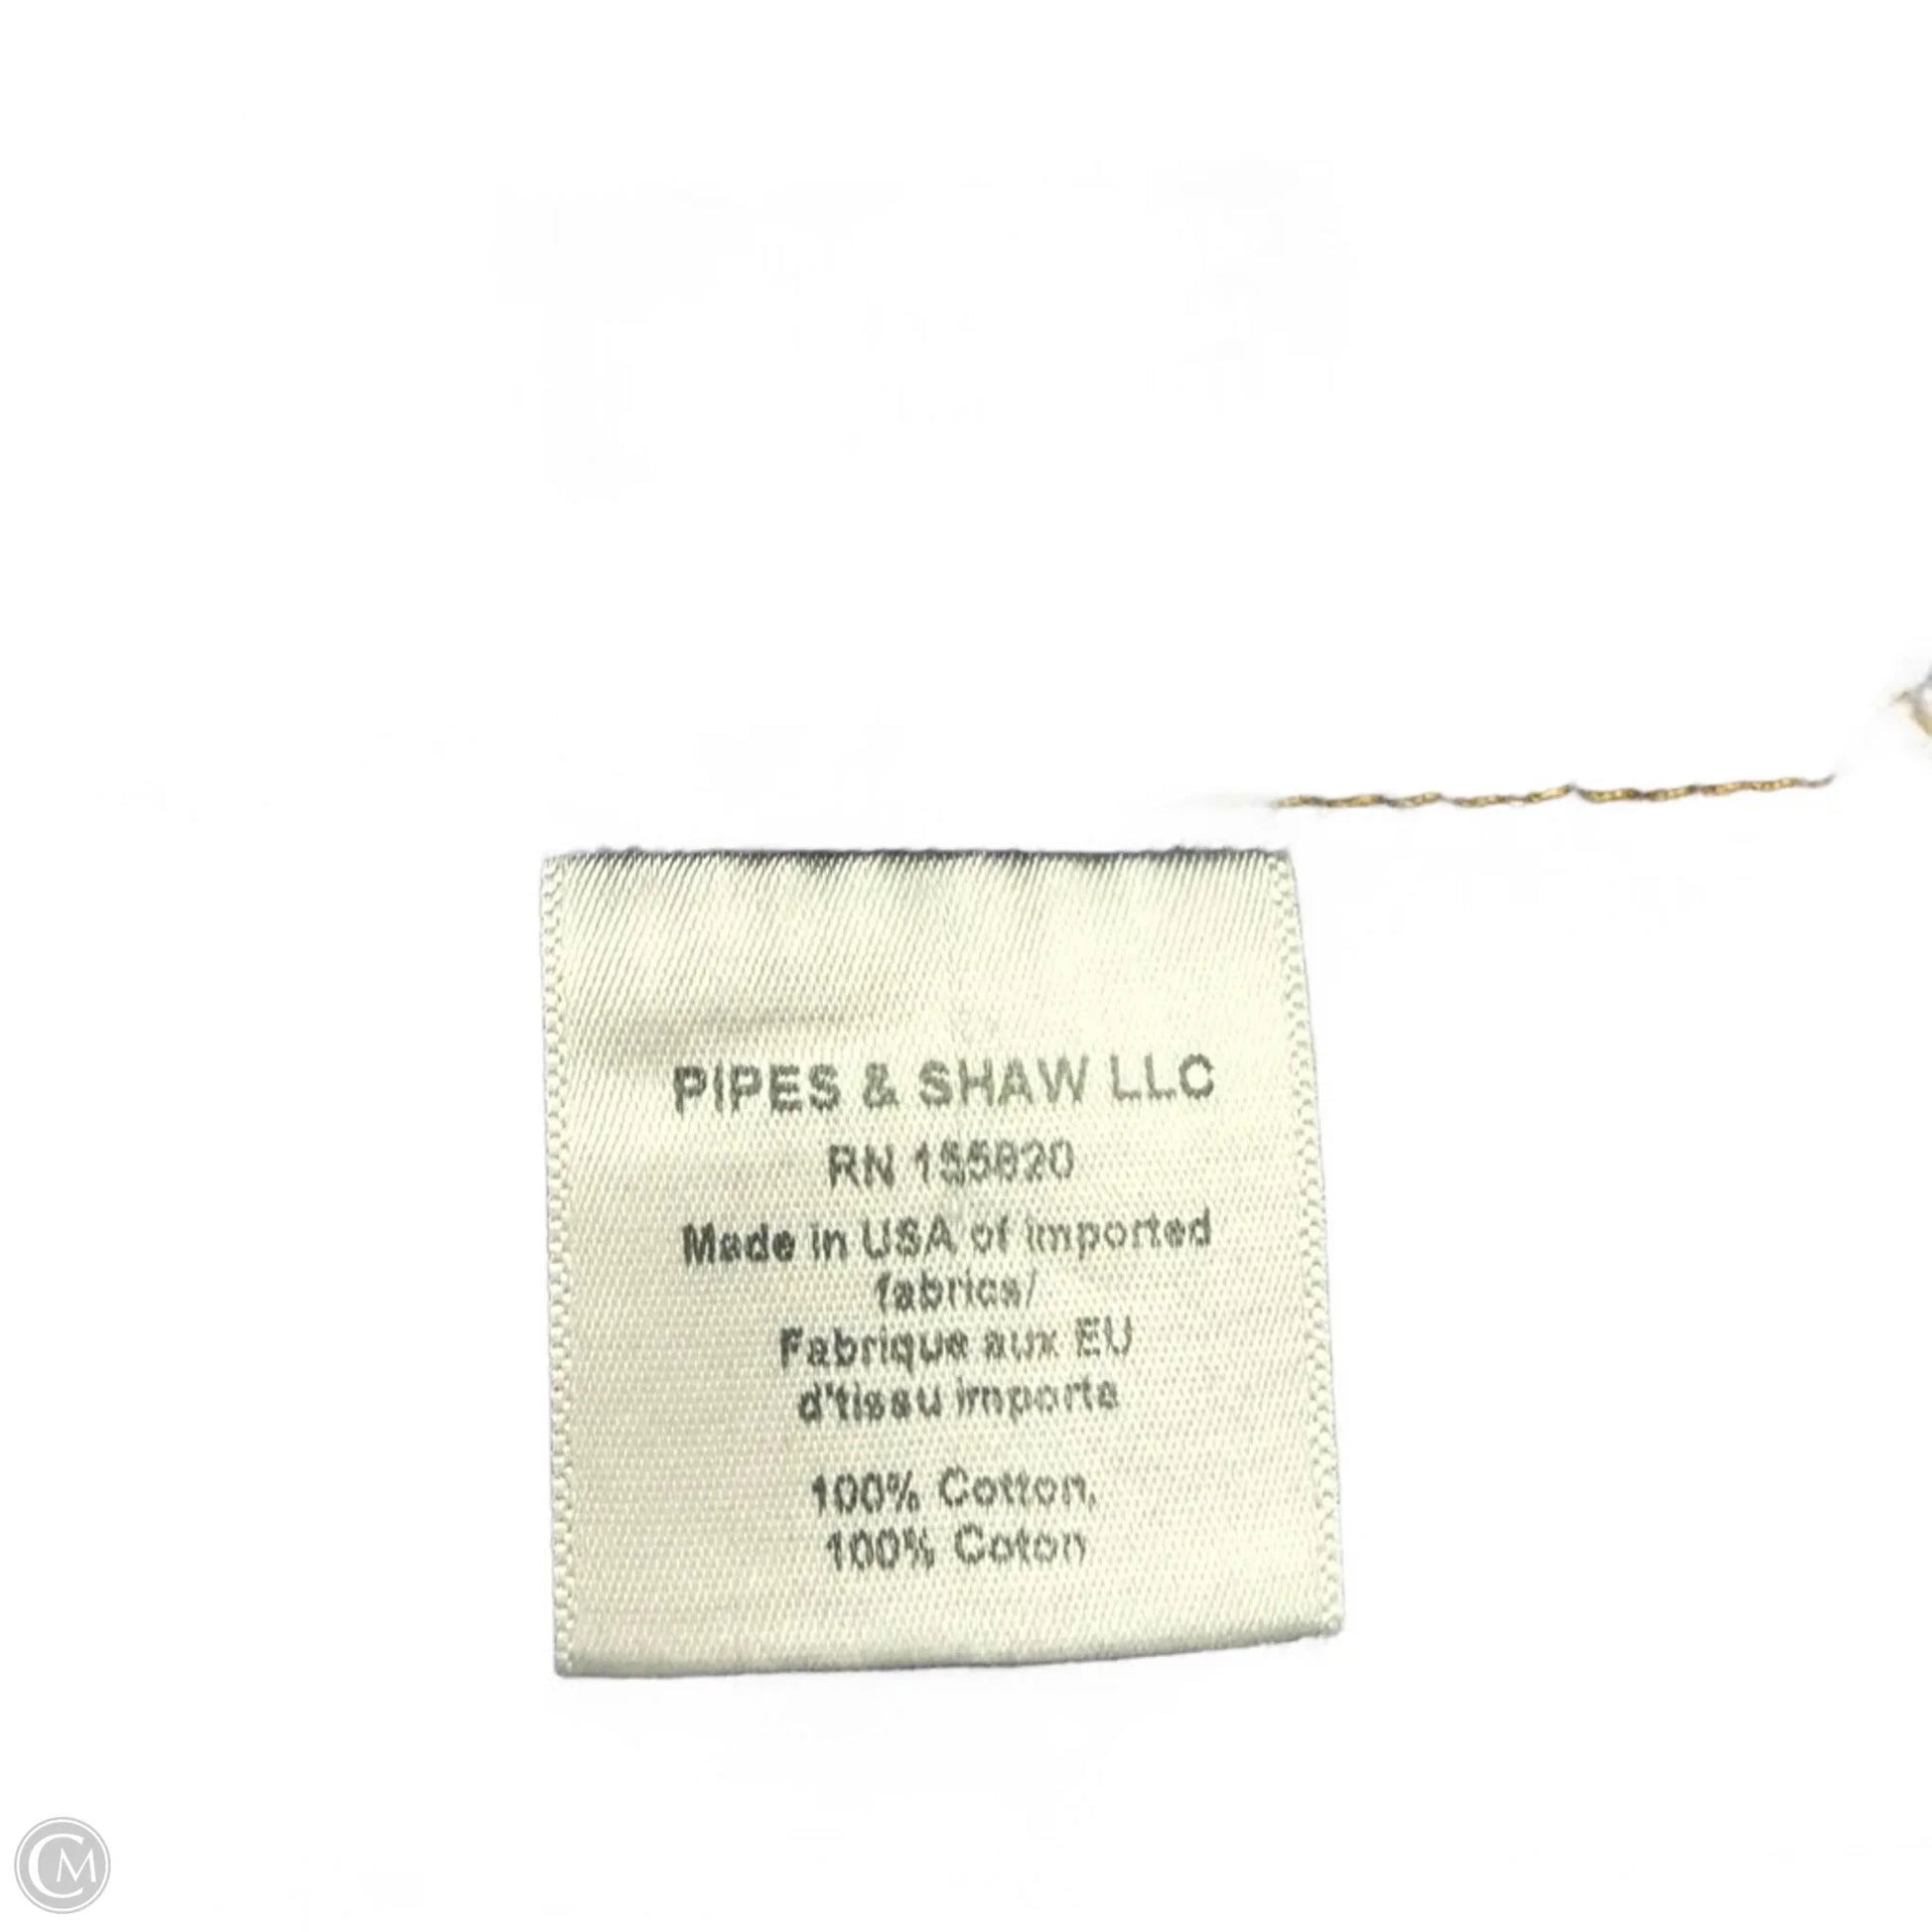 PIPES & SHAW LLC
RN 155820
Made in USA of imported
fabrics/
Fabrique aux EU
d'tissu importe
100% Cotton,
100% Coton
CM